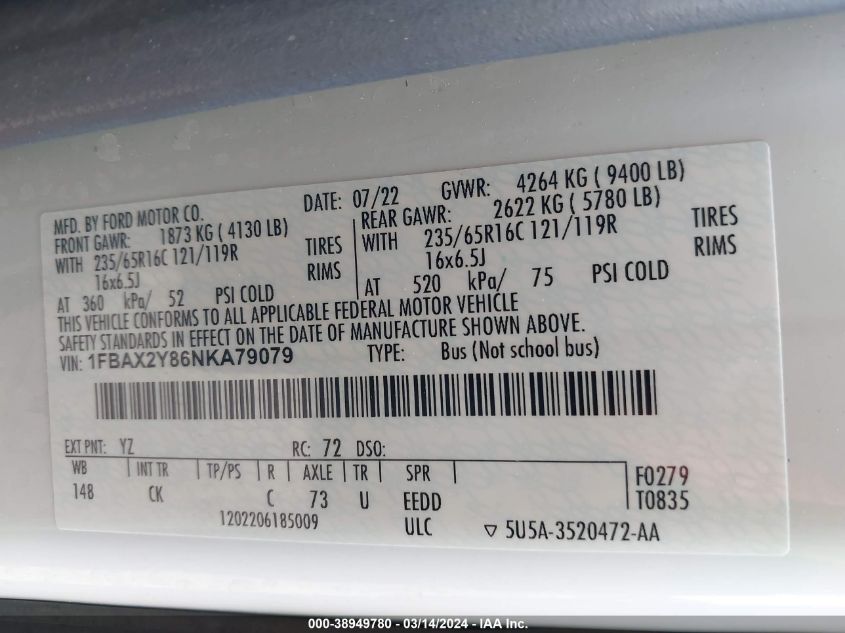 MFD. BY FORD MOTOR CO. DATE: 07/22 GVWR: 4264 KG ( 9400 LB)
FRONT GAWR: 1873 KG ( 4130 LB) REAR GAWR: 2622 KG ( 5780 LB)
WITH 235/65R16C 121/119R TIRES WITH 235/65R16C 121/119R TIRES
16x6.5J RIMS 16x6.5J RIMS
AT 360 kPa/ 52 PSI COLD AT 520 kPa/ 75 PSI COLD
THIS VEHICLE CONFORMS TO ALL APPLICABLE FEDERAL MOTOR VEHICLE
SAFETY STANDARDS IN EFFECT ON THE DATE OF MANUFACTURE SHOWN ABOVE.
VIN: 1FBAX2Y86NKA79079 TYPE: Bus (Not school bus)
EXT PNT: YZ RC: 72 DSO:
WB INT TR TP/PS R AXLE TR SPR F0279
148 CK C 73 U EEDD T0835
1202206185009 ULC ▽ 5U5A-3520472-AA
000-38949780 - 03/14/2024 - IAA Inc.